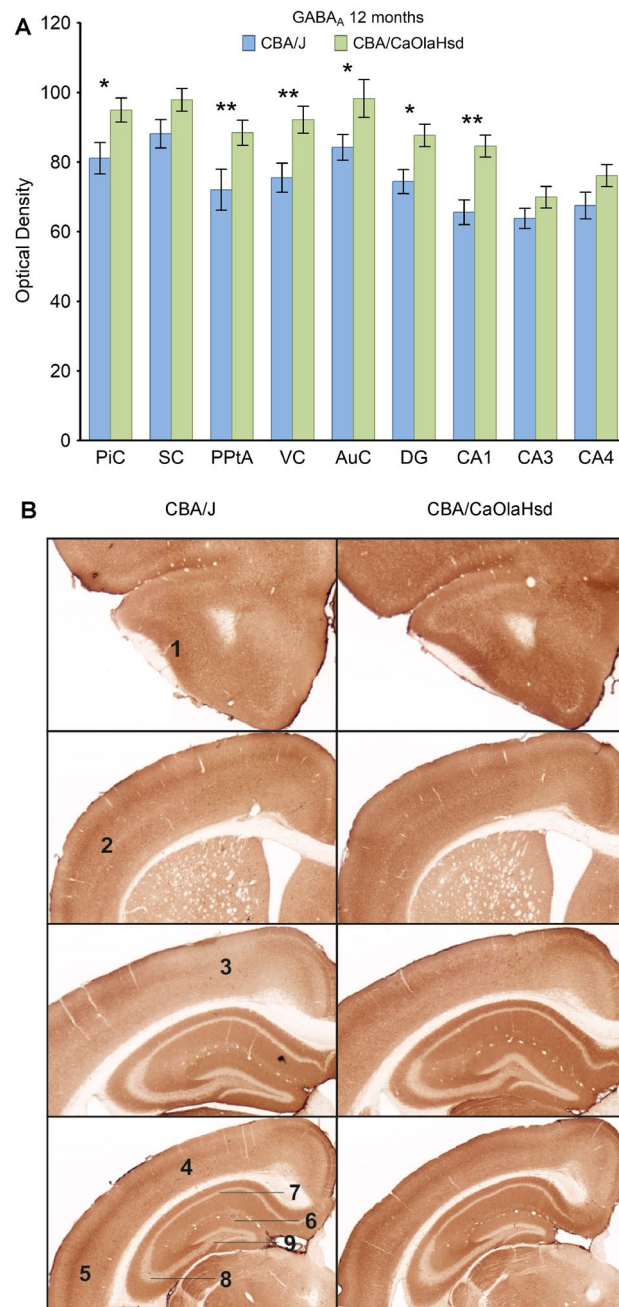 A
GABAA 12 months
CBA/J CBA/CaOlaHsd
Optical Density
120
100
80
60
40
20
0
* ** ** * * **
PiC SC PPtA VC AuC DG CA1 CA3 CA4
B
CBA/J CBA/CaOlaHsd
1
2
3
4
7
6
9
5
8